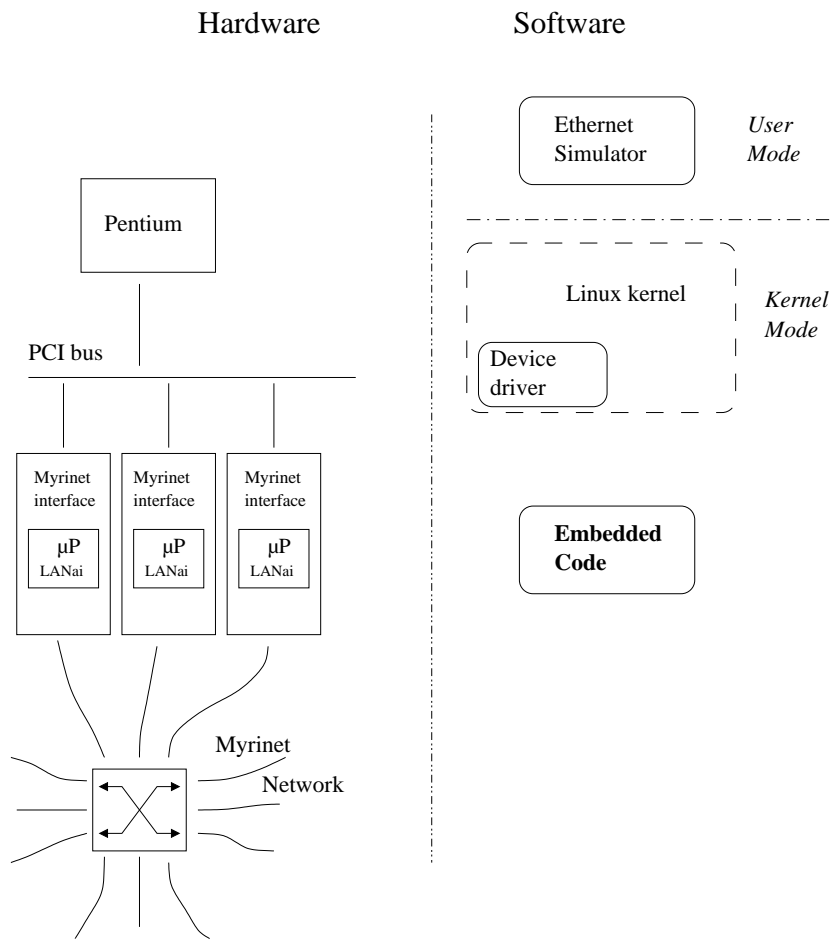 Hardware
Software
Ethernet
Simulator
User
Mode
Pentium
Linux kernel
Kernel
Mode
PCI bus
Device
driver
Myrinet
interface
µP
LANai
Myrinet
interface
µP
LANai
Myrinet
interface
µP
LANai
Embedded
Code
Myrinet
Network